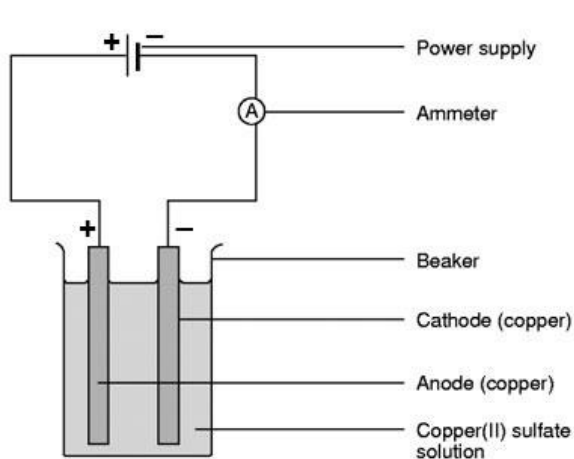 + −
Power supply
A
Ammeter
+ −
Beaker
Cathode (copper)
Anode (copper)
Copper(II) sulfate
solution